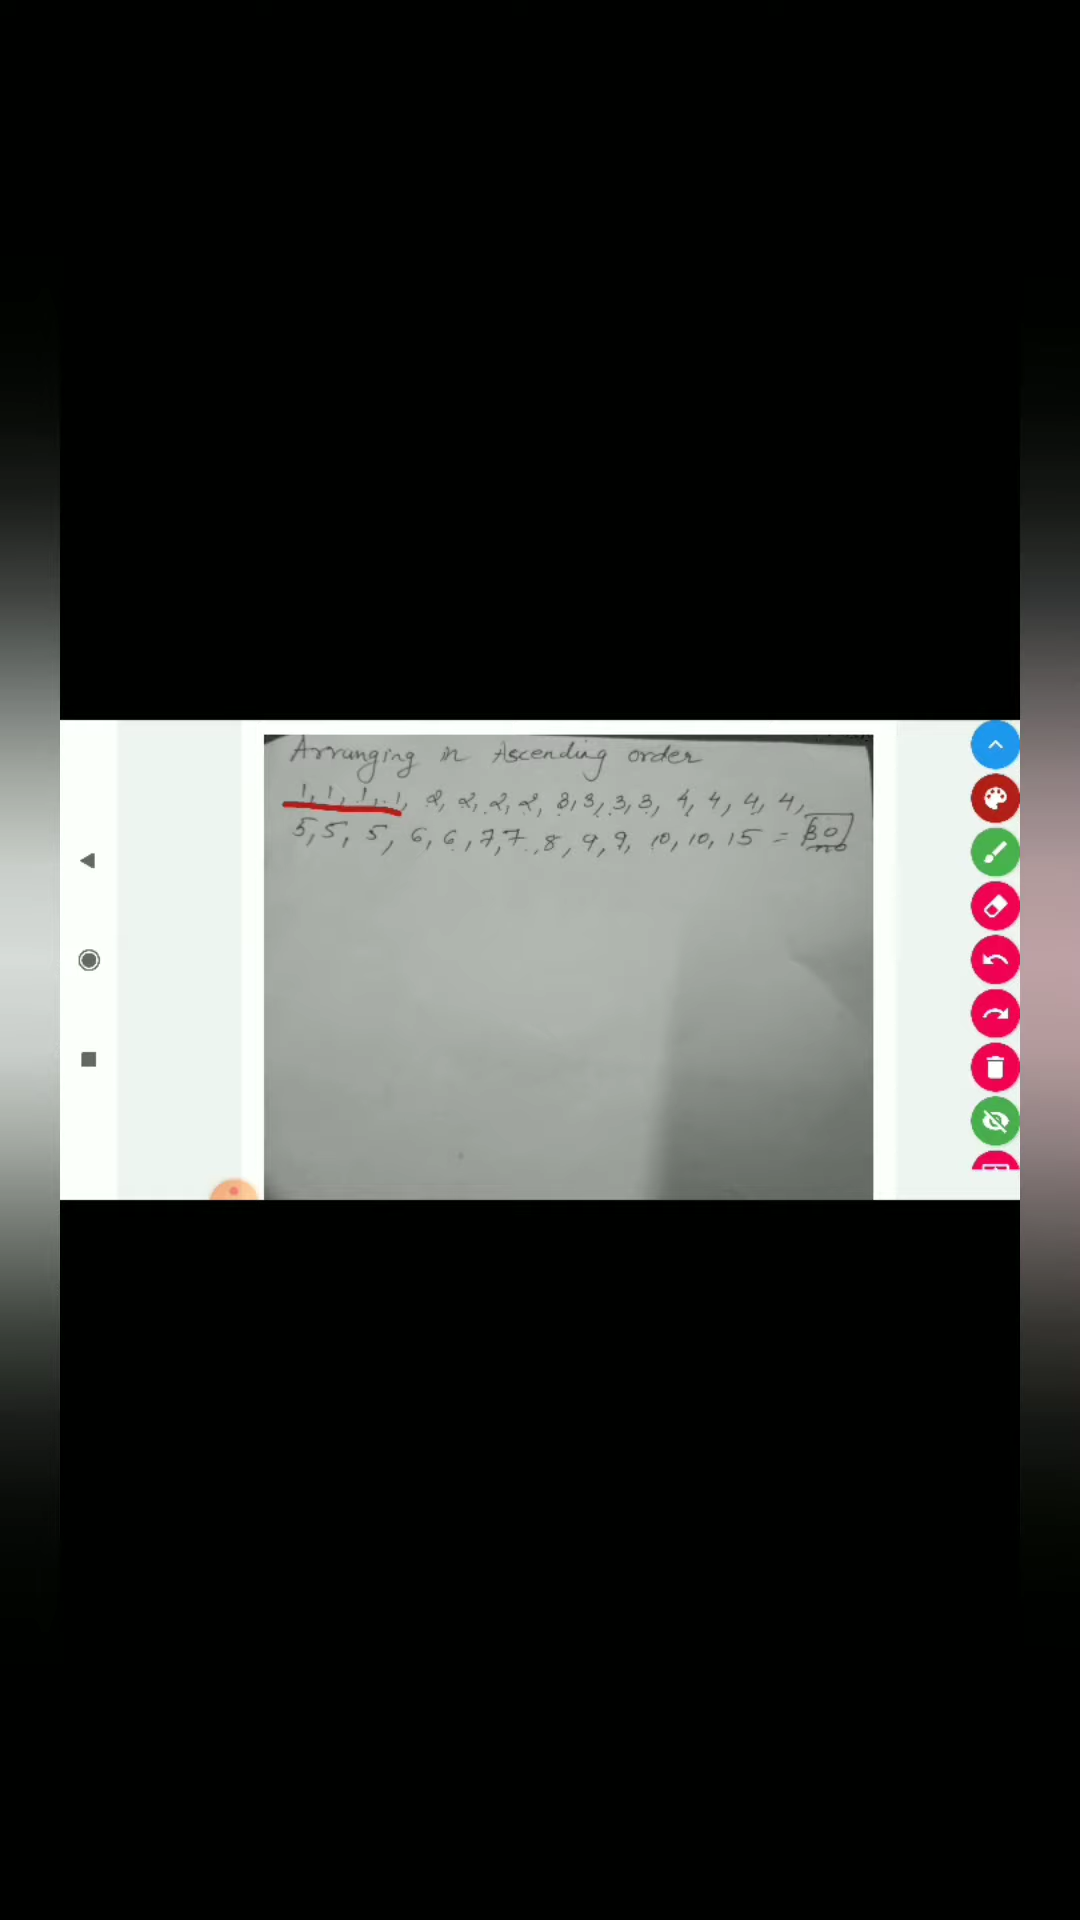 Arranging in Ascending order
1, 1, 1, 1, 2, 2, 2, 2, 3, 3, 3, 3, 4, 4, 4, 4,
5, 5, 5, 6, 6, 7, 7, 8, 9, 9, 10, 10, 15 = 30
no